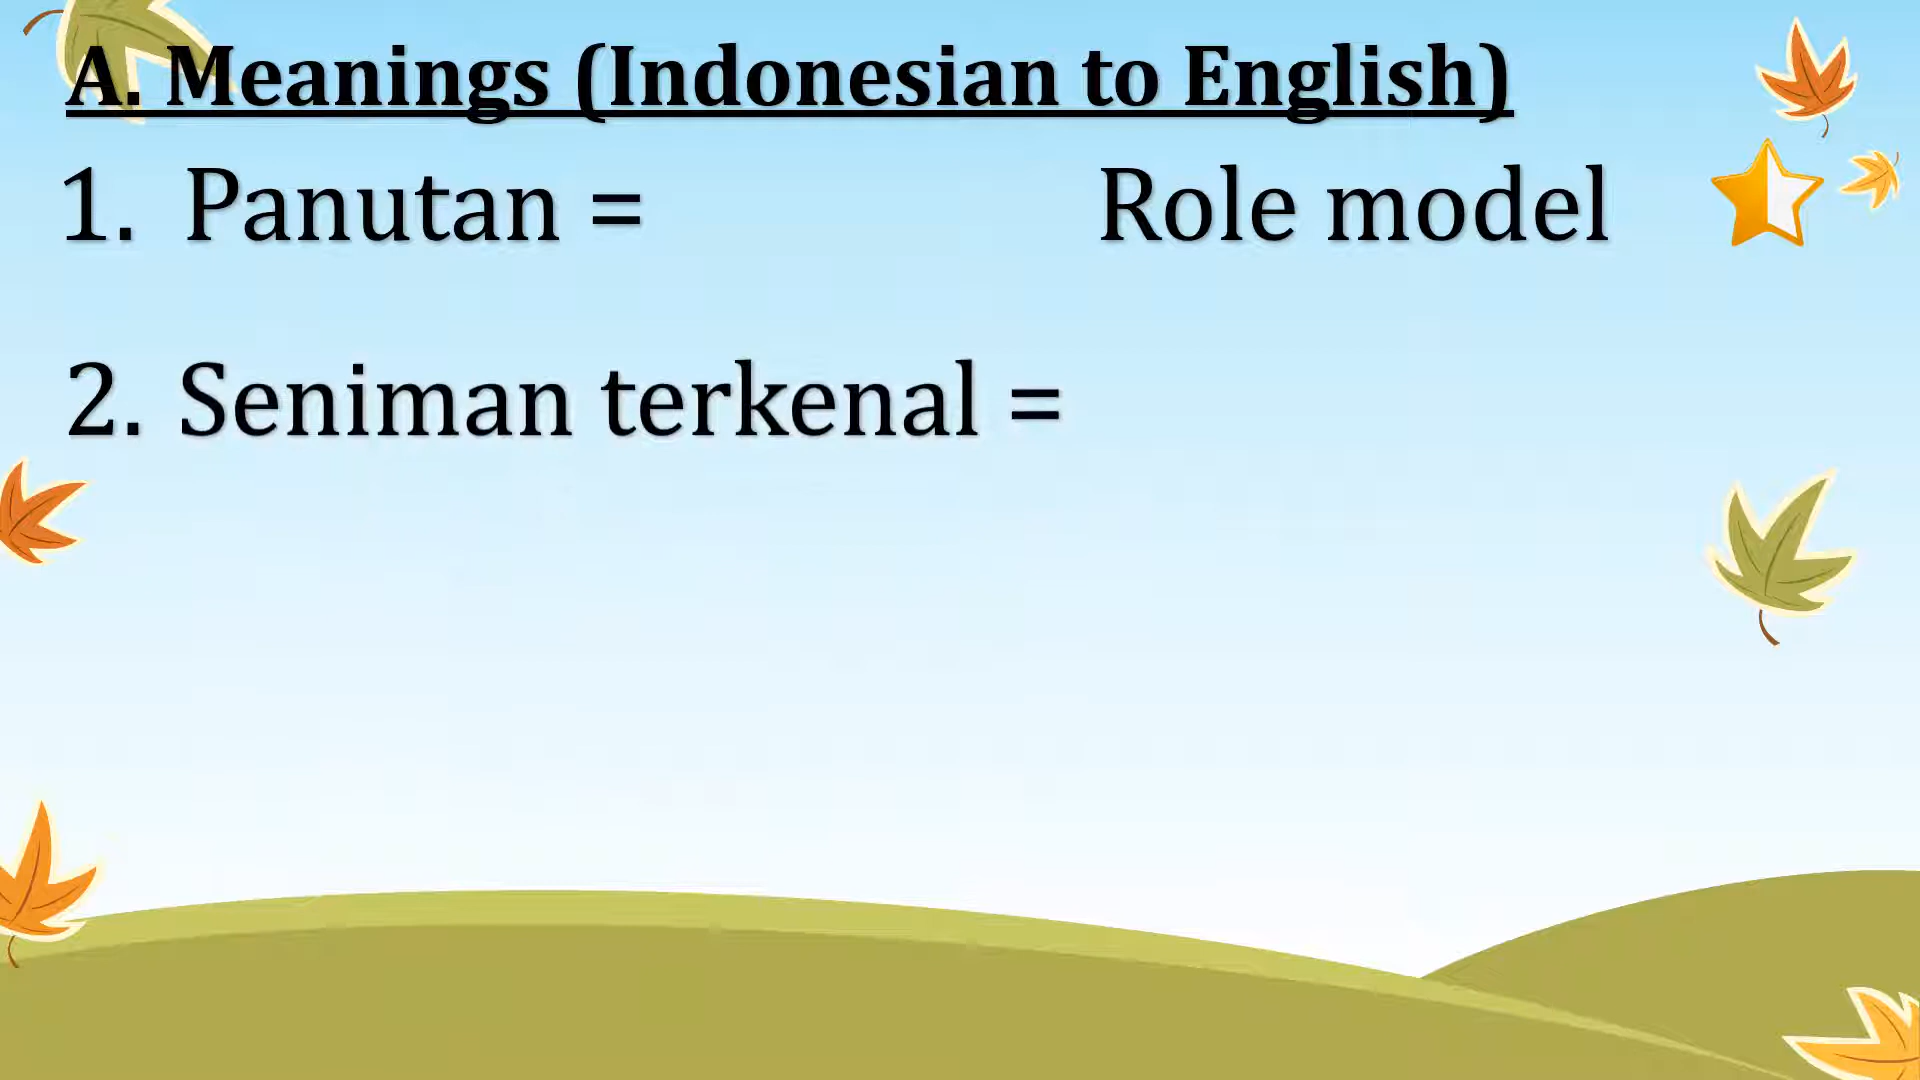 A. Meanings (Indonesian to English)
1. Panutan = Role model
2. Seniman terkenal =